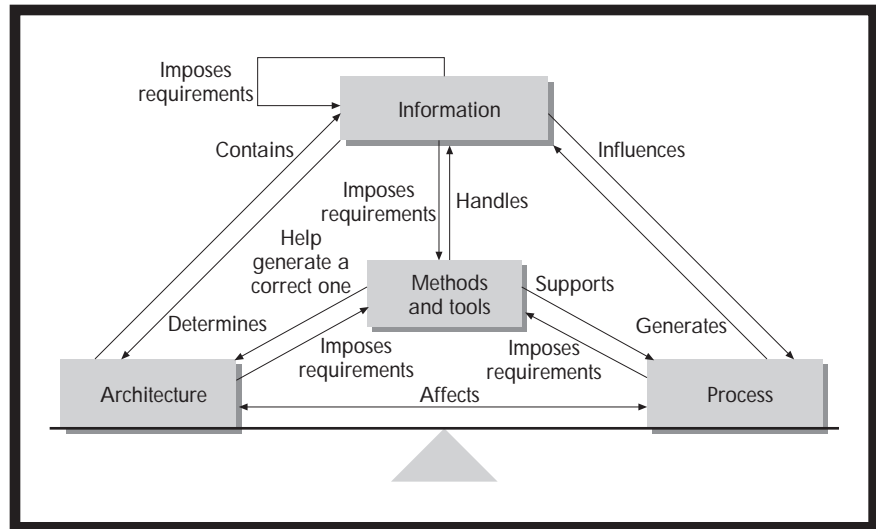 Imposes
requirements
Information
Contains
Influences
Imposes
requirements
Handles
Help
generate a
correct one
Methods
and tools
Supports
Determines
Generates
Imposes
requirements
Imposes
requirements
Architecture
Affects
Process